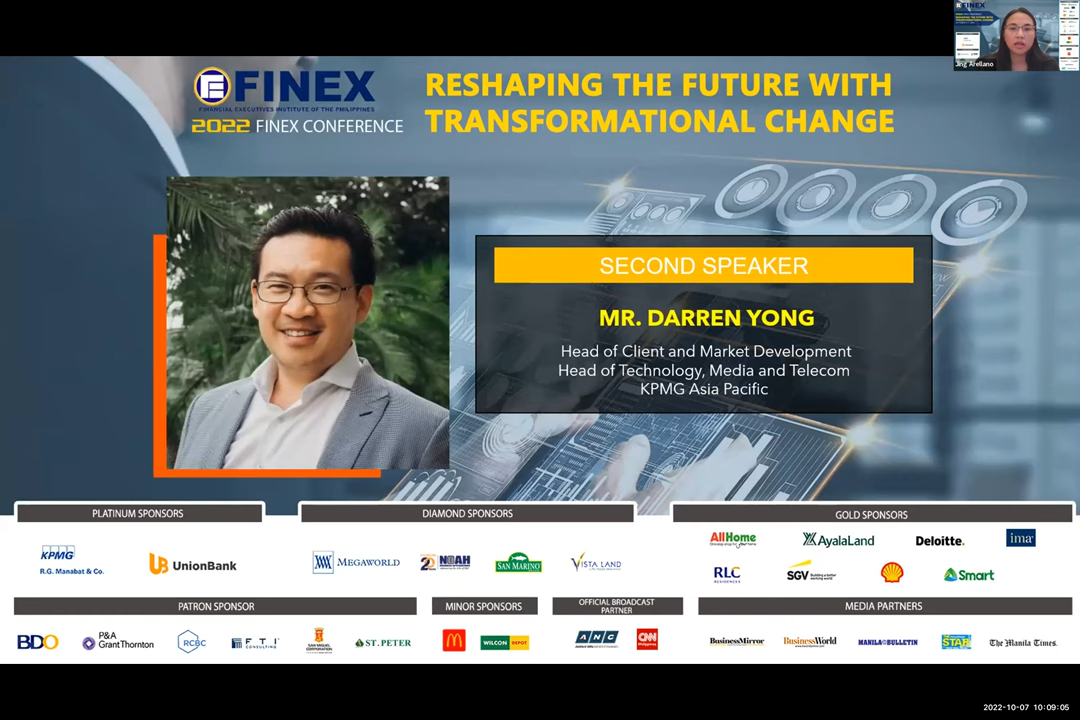 FINEX
FINANCIAL EXECUTIVES INSTITUTE OF THE PHILIPPINES
2022 FINEX CONFERENCE
RESHAPING THE FUTURE WITH
TRANSFORMATIONAL CHANGE
Jing Arellano
SECOND SPEAKER
MR. DARREN YONG
Head of Client and Market Development
Head of Technology, Media and Telecom
KPMG Asia Pacific
PLATINUM SPONSORS
DIAMOND SPONSORS
GOLD SPONSORS
KPMG
R.G. Manabat & Co.
UB UnionBank
MEGAWORLD
NOAH
SAN MARINO
VISTA LAND
AllHome
AyalaLand
Deloitte.
ima
RLC
RESIDENCES
SGV
Building a better
working world
Smart
PATRON SPONSOR
MINOR SPONSORS
OFFICIAL BROADCAST
PARTNER
MEDIA PARTNERS
BDO
P&A
GrantThornton
RCBC
FTI
CONSULTING
SAN MIGUEL
CORPORATION
ST. PETER
WILCON DEPOT
ANC
CNN
Philippines
BusinessMirror
BusinessWorld
MANILA BULLETIN
STAR
The Manila Times.
2022-10-07 10:09:05